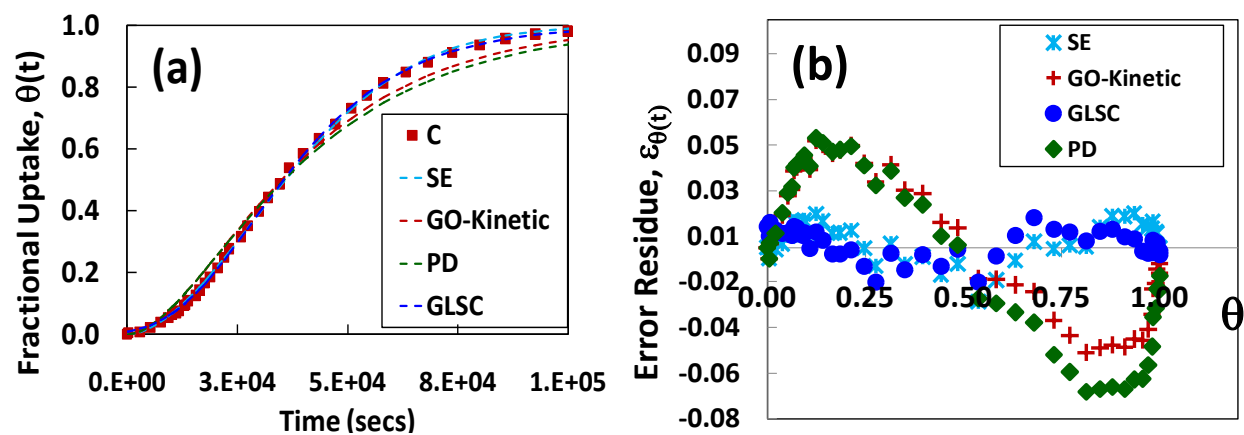 (a)
Fractional Uptake, θ(t)
1.0
0.8
0.6
0.4
0.2
0.0
C
SE
GO-Kinetic
PD
GLSC
0.E+00 3.E+04 5.E+04 8.E+04 1.E+05
Time (secs)
(b)
Error Residue, εθ(t)
0.09
0.07
0.05
0.03
0.01
-0.02
-0.04
-0.06
-0.08
SE
GO-Kinetic
GLSC
PD
0.00 0.25 0.50 0.75 1.00
θ